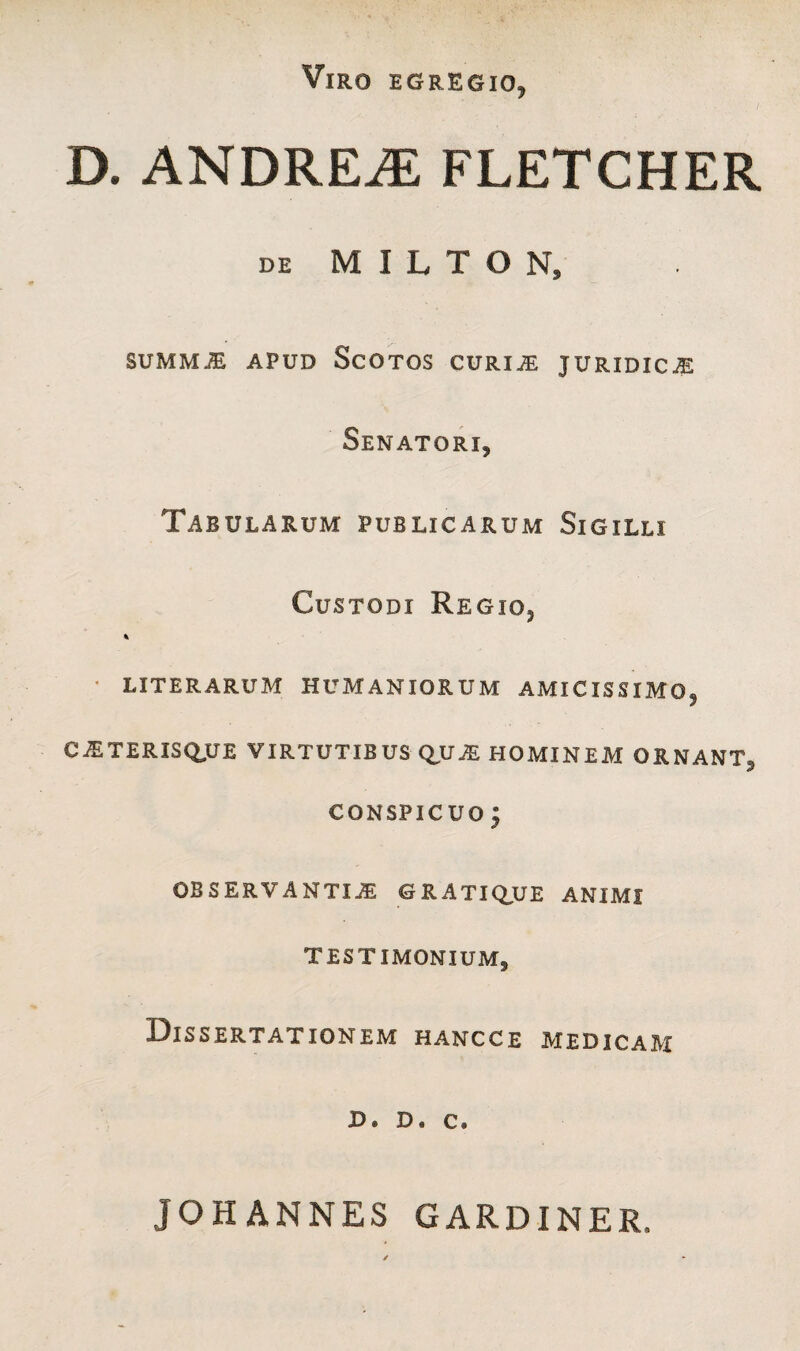 VIRO EGREGIO,
D. ANDREÆ FLETCHER
DE MILTON,
SUMMÆ APUD SCOTOS CURIÆ JURIDICÆ
SENATORI,
TABULARUM PUBLICARUM SIGILLI
CUSTODI REGIO,
LITERARUM HUMANIORUM AMICISSIMO,
CÆTERISQUE VIRTUTIBUS QUÆ HOMINEM ORNANT,
CONSPICUO;
OBSERVANTIÆ GRATIQUE ANIMI
TESTIMONIUM,
DISSERTATIONEM HANCCE MEDICAM
D. D. C.
JOHANNES GARDINER.